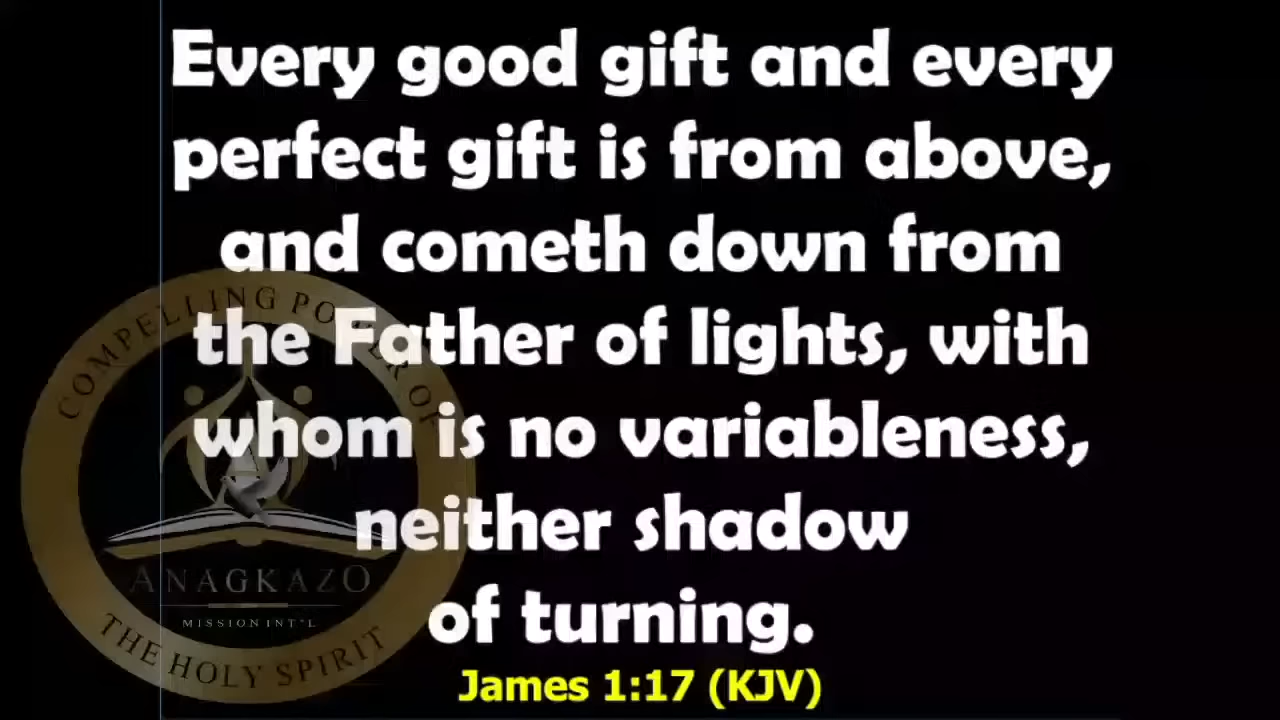 Every good gift and every
perfect gift is from above,
and cometh down from
the Father of lights, with
whom is no variableness,
neither shadow
of turning.
James 1:17 (KJV)
COMPELLING POWER OF
ANAGKAZO
MISSION INT'L
THE HOLY SPIRIT